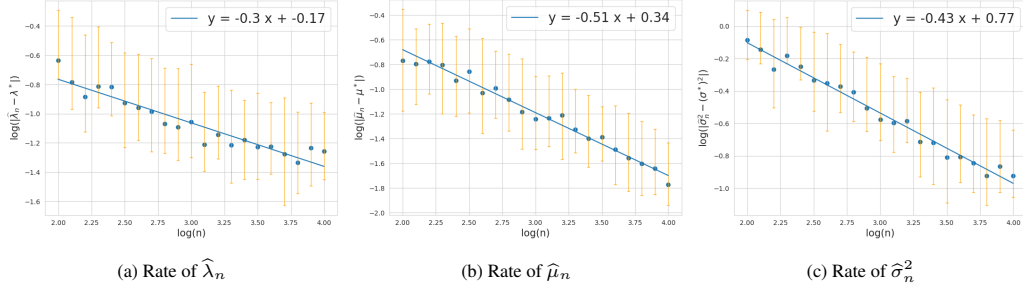 y = -0.3 x + -0.17
−0.4
−0.6
−0.8
−1.0
−1.2
−1.4
−1.6
log(|λ̂ₙ − λ*|)
2.00 2.25 2.50 2.75 3.00 3.25 3.50 3.75 4.00
log(n)
(a) Rate of λ̂ₙ
y = -0.51 x + 0.34
−0.4
−0.6
−0.8
−1.0
−1.2
−1.4
−1.6
−1.8
−2.0
log(|μ̂ₙ − μ*|)
2.00 2.25 2.50 2.75 3.00 3.25 3.50 3.75 4.00
log(n)
(b) Rate of μ̂ₙ
y = -0.43 x + 0.77
0.0
−0.2
−0.4
−0.6
−0.8
−1.0
log(|σ̂ₙ² − (σ*)²|)
2.00 2.25 2.50 2.75 3.00 3.25 3.50 3.75 4.00
log(n)
(c) Rate of σ̂ₙ²